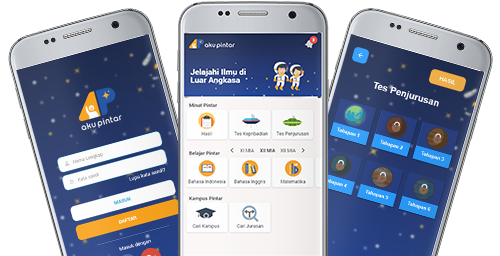 aku pintar
Nama Lengkap
Kata sandi
Lupa kata sandi?
MASUK
DAFTAR
Masuk dengan
aku pintar
Jelajahi Ilmu di
Luar Angkasa
Minat Pintar
Hasil
Tes Kepribadian
Tes Penjurusan
Belajar Pintar
XI MIA
XII MIA
XII MIA
Bahasa Indonesia
Bahasa Inggris
Matematika
Kampus Pintar
Cari Kampus
Cari Jurusan
HASIL
Tes Penjurusan
Tahapan 1
Tahapan 2
Tahapan 3
Tahapan 4
Tahapan 5
Tahapan 6